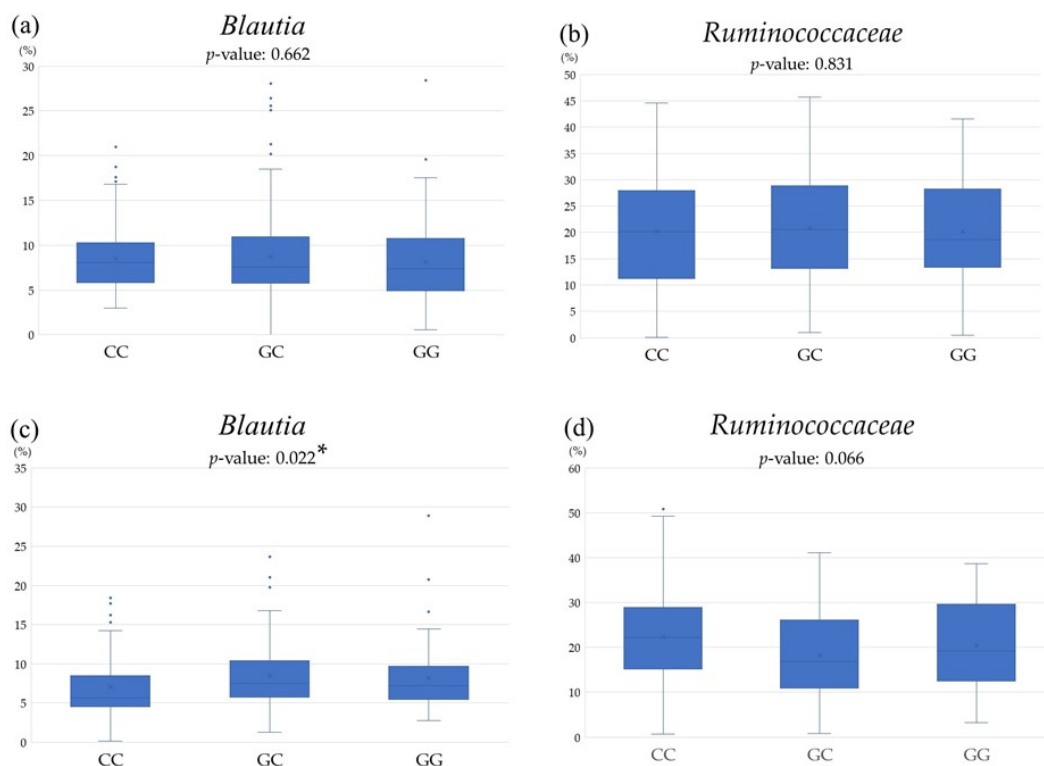 (a)
Blautia
(%)
p-value: 0.662
30
25
20
15
10
5
0
CC GC GG
(b)
Ruminococcaceae
(%)
p-value: 0.831
50
45
40
35
30
25
20
15
10
5
0
CC GC GG
(c)
Blautia
(%)
p-value: 0.022*
35
30
25
20
15
10
5
0
CC GC GG
(d)
Ruminococcaceae
(%)
p-value: 0.066
60
50
40
30
20
10
0
CC GC GG